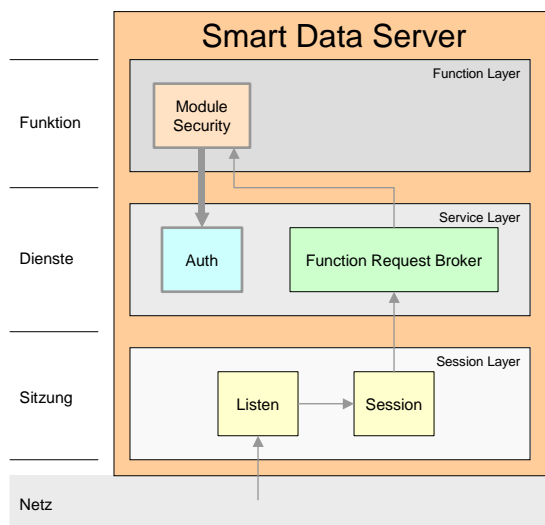 Smart Data Server
Function Layer
Funktion
Module
Security
Service Layer
Dienste
Auth
Function Request Broker
Session Layer
Sitzung
Listen
Session
Netz